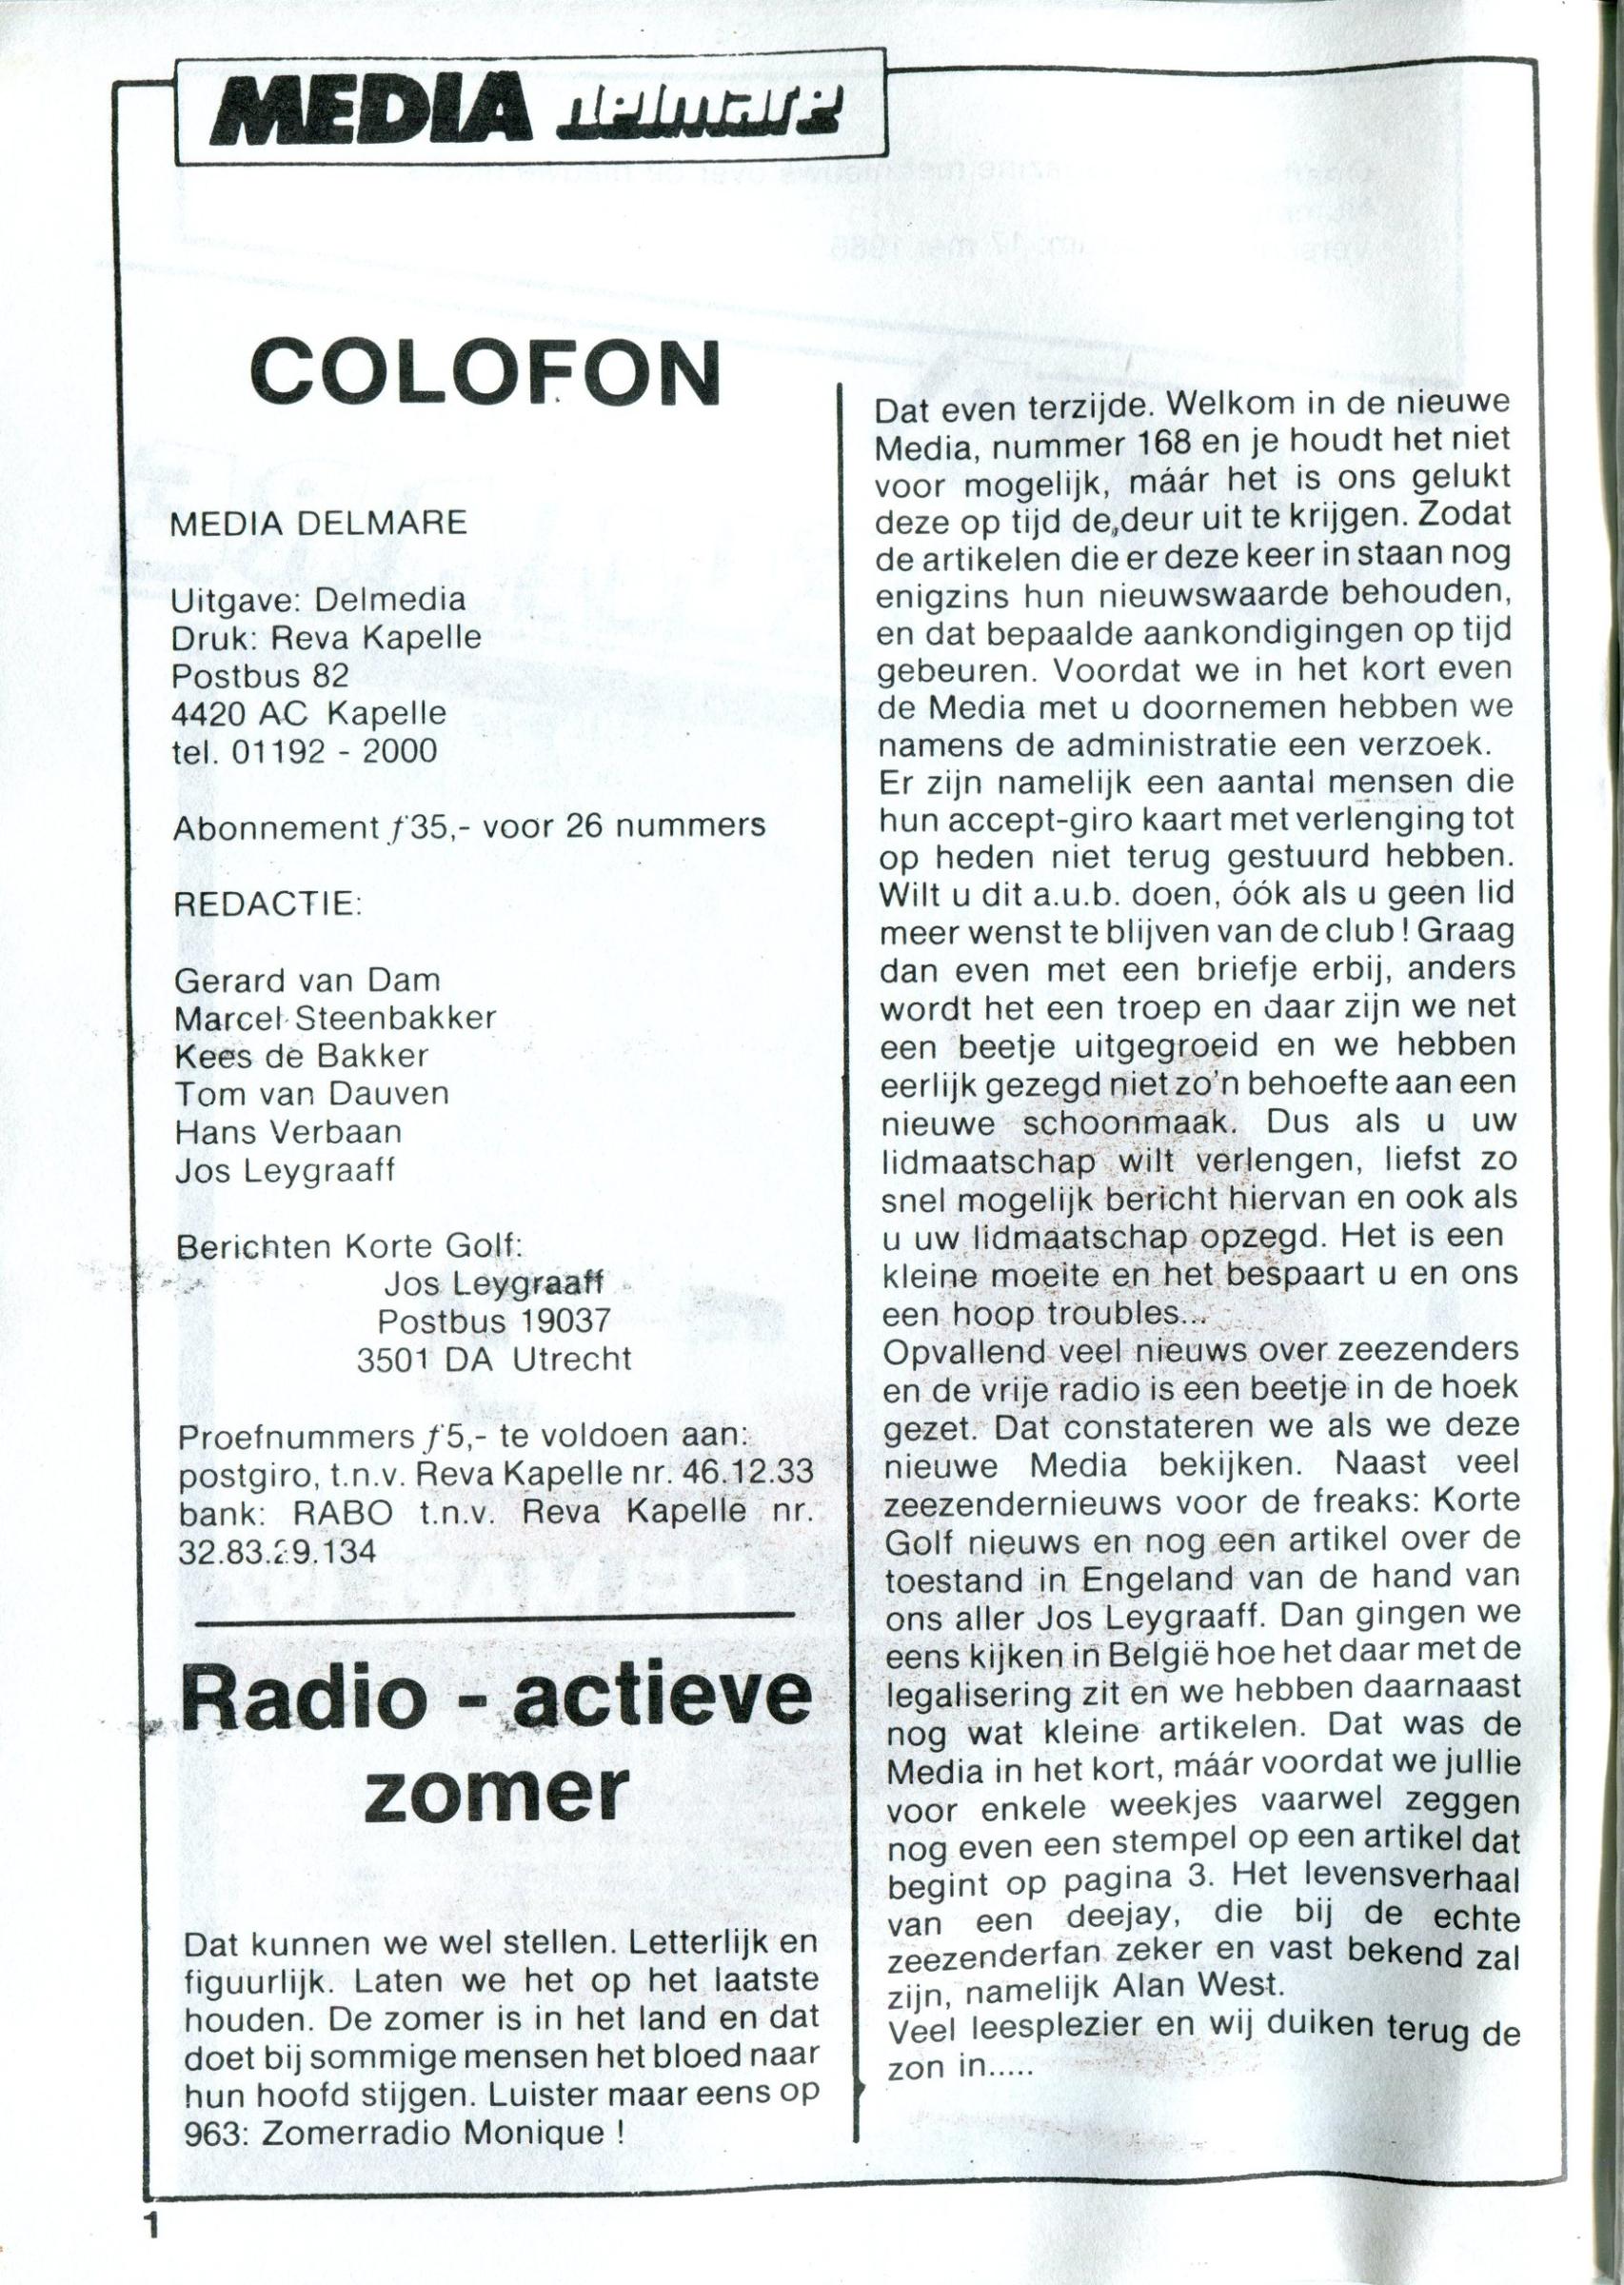 MEDIA delmare
COLOFON
MEDIA DELMARE
Uitgave: Delmedia
Druk: Reva Kapelle
Postbus 82
4420 AC Kapelle
tel. 01192 - 2000
Abonnement ƒ35,- voor 26 nummers
REDACTIE:
Gerard van Dam
Marcel Steenbakker
Kees de Bakker
Tom van Dauven
Hans Verbaan
Jos Leygraaff
Berichten Korte Golf:
Jos Leygraaff
Postbus 19037
3501 DA Utrecht
Proefnummers ƒ5,- te voldoen aan:
postgiro, t.n.v. Reva Kapelle nr. 46.12.33
bank: RABO t.n.v. Reva Kapelle nr.
32.83.29.134
Radio - actieve
zomer
Dat kunnen we wel stellen. Letterlijk en
figuurlijk. Laten we het op het laatste
houden. De zomer is in het land en dat
doet bij sommige mensen het bloed naar
hun hoofd stijgen. Luister maar eens op
963: Zomerradio Monique !
Dat even terzijde. Welkom in de nieuwe
Media, nummer 168 en je houdt het niet
voor mogelijk, máár het is ons gelukt
deze op tijd de deur uit te krijgen. Zodat
de artikelen die er deze keer in staan nog
enigzins hun nieuwswaarde behouden,
en dat bepaalde aankondigingen op tijd
gebeuren. Voordat we in het kort even
de Media met u doornemen hebben we
namens de administratie een verzoek.
Er zijn namelijk een aantal mensen die
hun accept-giro kaart met verlenging tot
op heden niet terug gestuurd hebben.
Wilt u dit a.u.b. doen, óók als u geen lid
meer wenst te blijven van de club ! Graag
dan even met een briefje erbij, anders
wordt het een troep en daar zijn we net
een beetje uitgegroeid en we hebben
eerlijk gezegd niet zo'n behoefte aan een
nieuwe schoonmaak. Dus als u uw
lidmaatschap wilt verlengen, liefst zo
snel mogelijk bericht hiervan en ook als
u uw lidmaatschap opzegd. Het is een
kleine moeite en het bespaart u en ons
een hoop troubles...
Opvallend veel nieuws over zeezenders
en de vrije radio is een beetje in de hoek
gezet. Dat constateren we als we deze
nieuwe Media bekijken. Naast veel
zeezendernieuws voor de freaks: Korte
Golf nieuws en nog een artikel over de
toestand in Engeland van de hand van
ons aller Jos Leygraaff. Dan gingen we
eens kijken in België hoe het daar met de
legalisering zit en we hebben daarnaast
nog wat kleine artikelen. Dat was de
Media in het kort, máár voordat we jullie
voor enkele weekjes vaarwel zeggen
nog even een stempel op een artikel dat
begint op pagina 3. Het levensverhaal
van een deejay, die bij de echte
zeezenderfan zeker en vast bekend zal
zijn, namelijk Alan West.
Veel leesplezier en wij duiken terug de
zon in.....
1